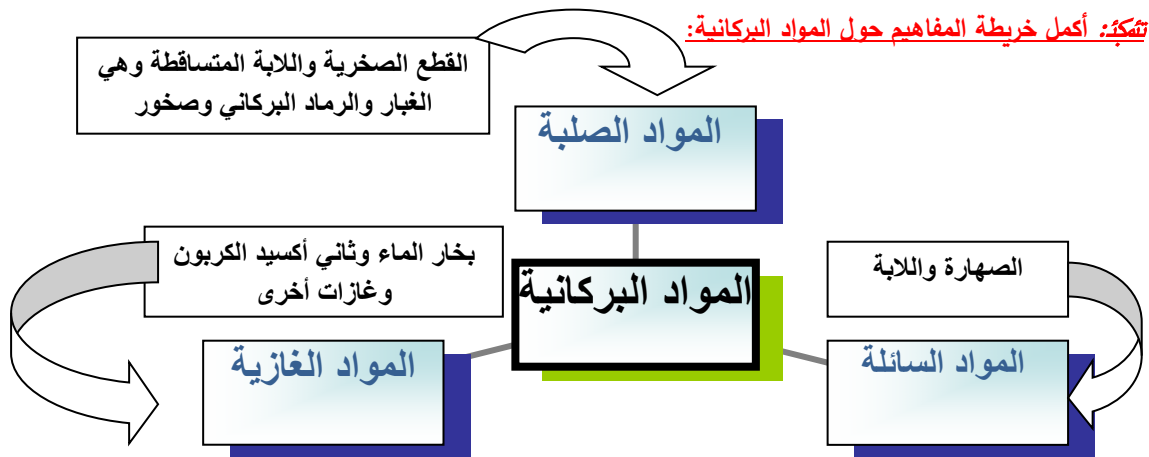 أكمل خريطة المفاهيم حول المواد البركانية:
القطع الصخرية واللابة المتساقطة وهي
الغبار والرماد البركاني وصخور
المواد الصلبة
بخار الماء وثاني أكسيد الكربون
وغازات أخرى
الصهارة واللابة
المواد البركانية
المواد الغازية
المواد السائلة